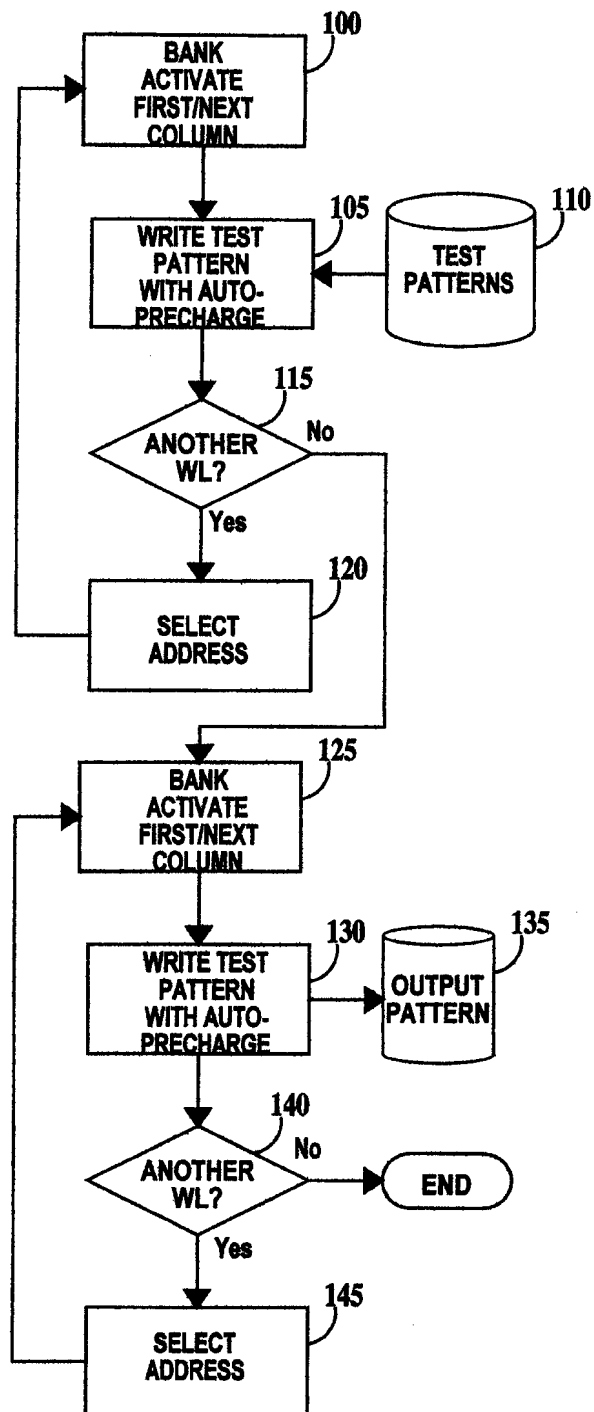 100
BANK
ACTIVATE
FIRST/NEXT
COLUMN
105
WRITE TEST
PATTERN
WITH AUTO-
PRECHARGE
110
TEST
PATTERNS
115
ANOTHER
WL?
No
Yes
120
SELECT
ADDRESS
125
BANK
ACTIVATE
FIRST/NEXT
COLUMN
130
WRITE TEST
PATTERN
WITH AUTO-
PRECHARGE
135
OUTPUT
PATTERN
140
ANOTHER
WL?
No
END
Yes
145
SELECT
ADDRESS